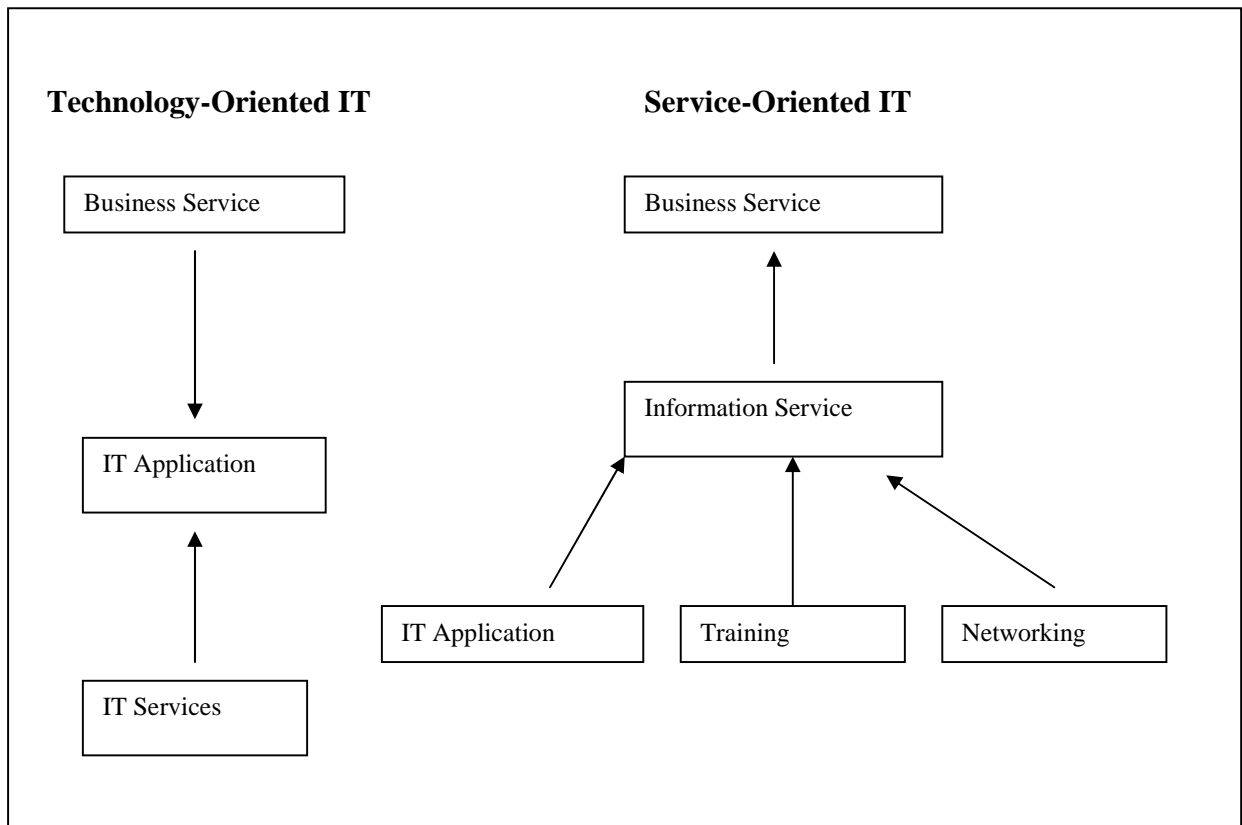 Technology-Oriented IT
Service-Oriented IT
Business Service
Business Service
Information Service
IT Application
IT Application
Training
Networking
IT Services